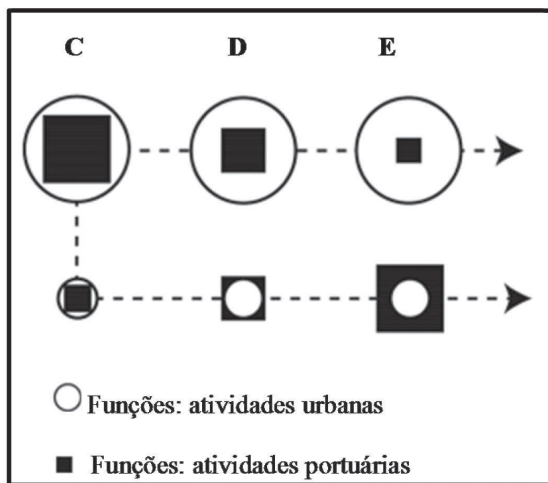 C D E
Funções: atividades urbanas
Funções: atividades portuárias